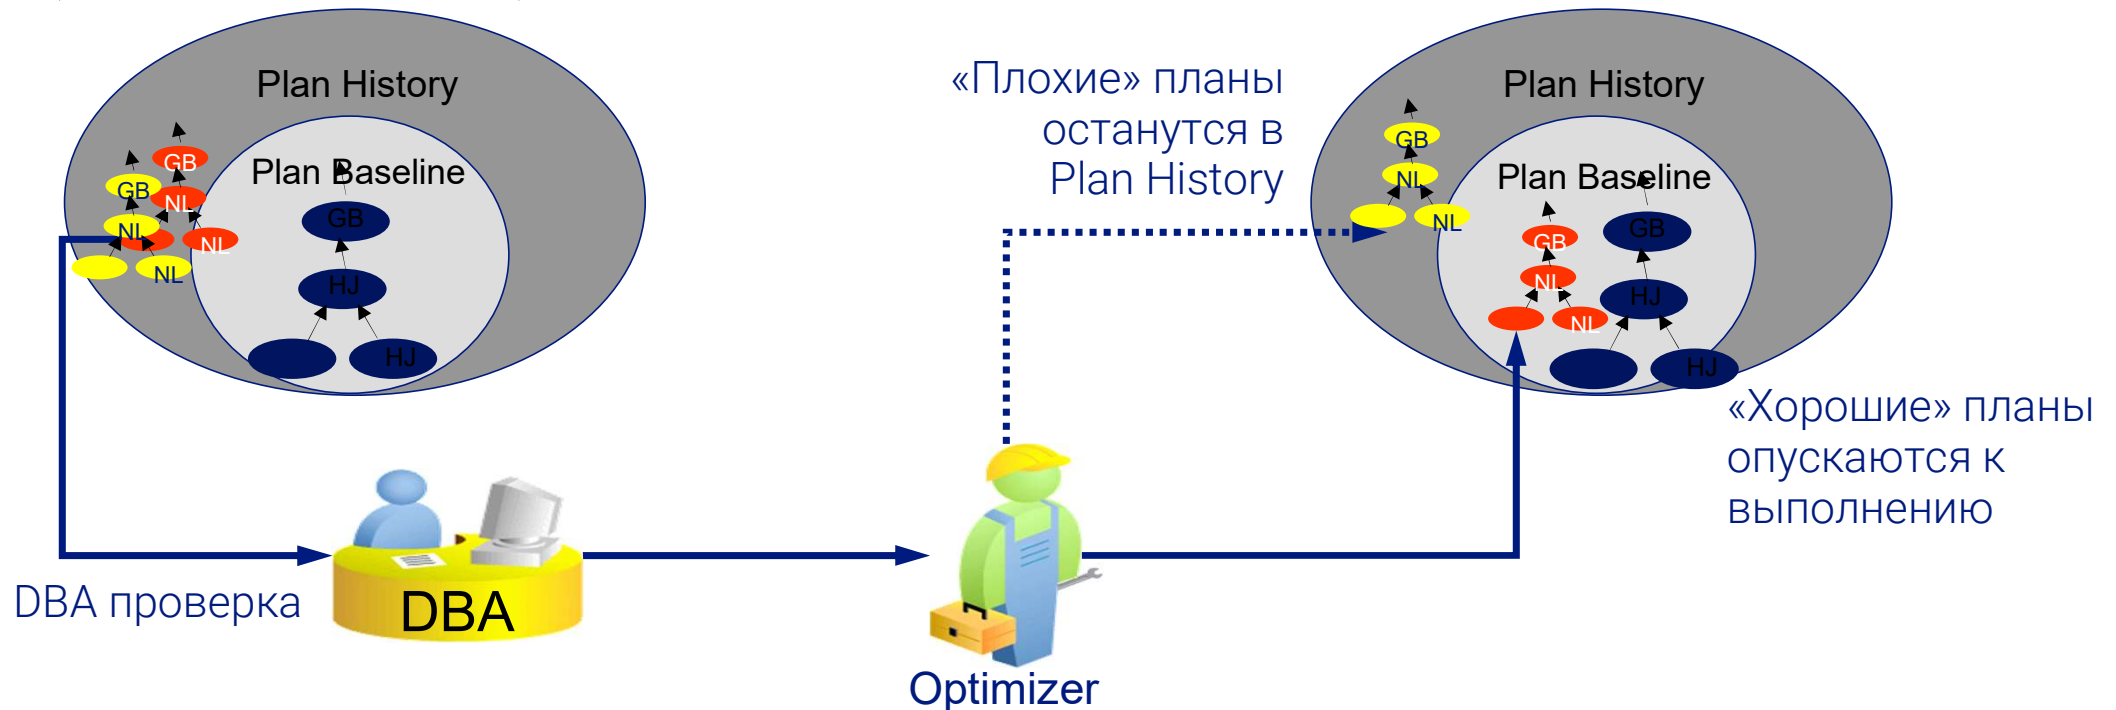 Plan History
GB
GB
Plan Baseline
NL
GB
NL
NL
NL
HJ
HJ
DBA проверка
DBA
«Плохие» планы
останутся в
Plan History
Optimizer
Plan History
GB
NL
Plan Baseline
NL
GB
GB
NL
HJ
NL
HJ
«Хорошие» планы
опускаются к
выполнению